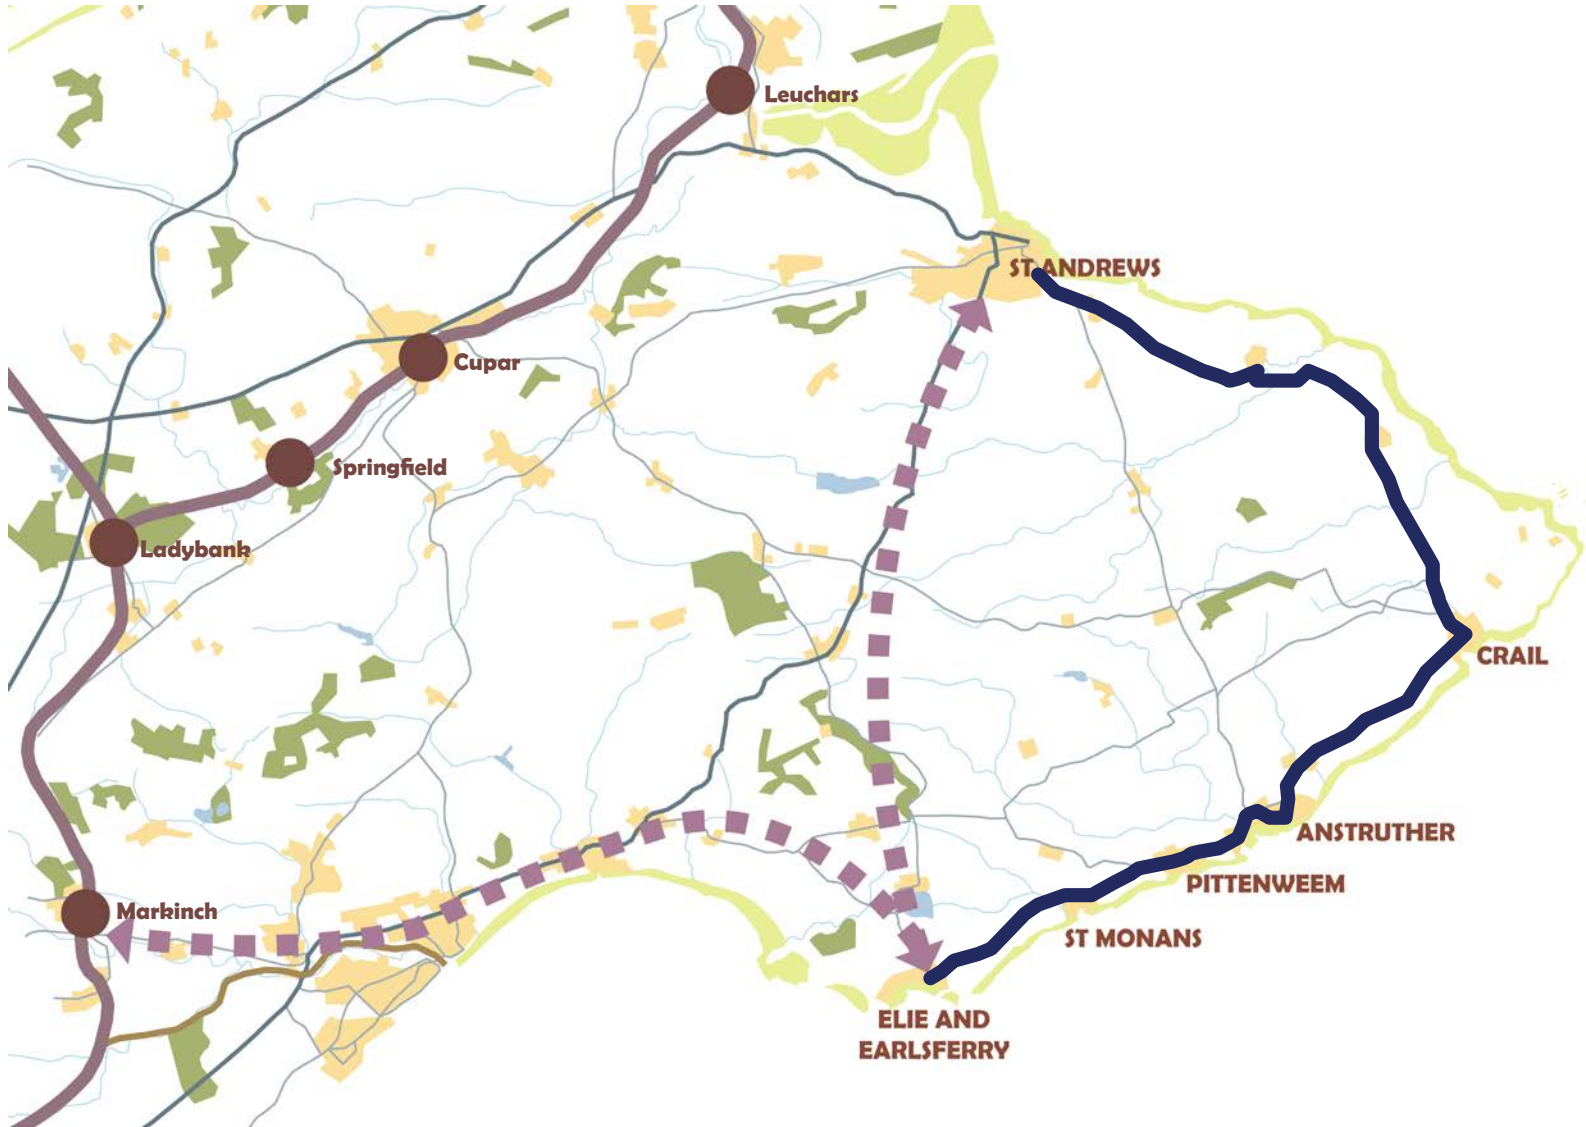 Leuchars
ST ANDREWS
Cupar
Springfield
Ladybank
CRAIL
ANSTRUTHER
PITTENWEEM
Markinch
ST MONANS
ELIE AND
EARLSFERRY